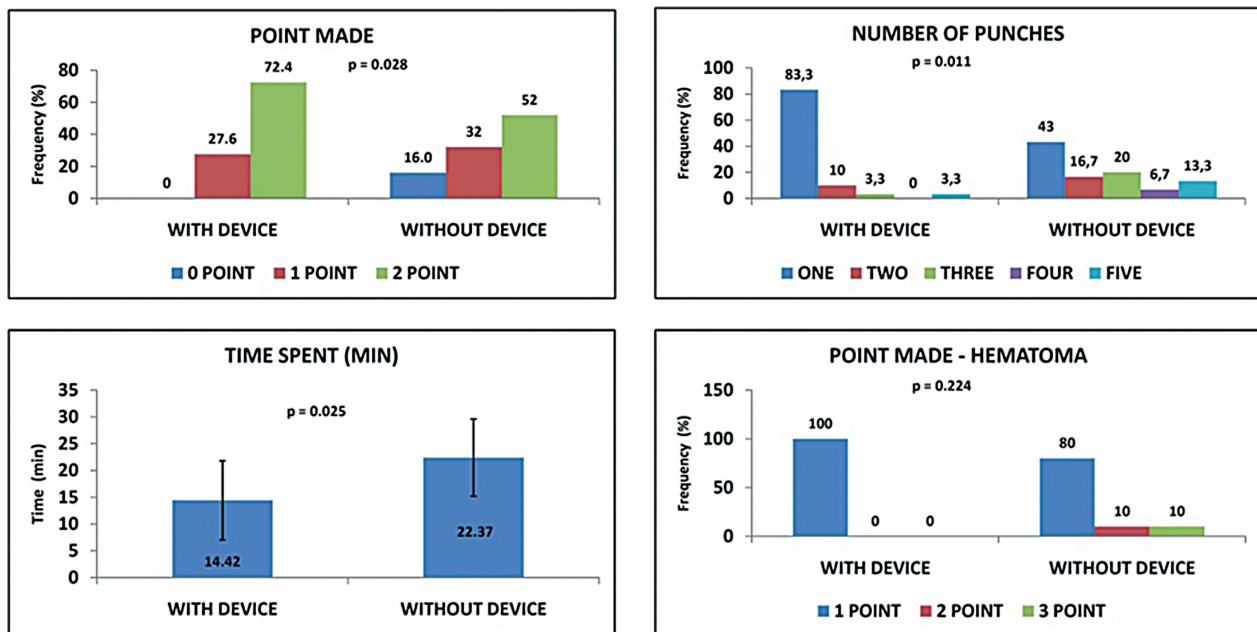 POINT MADE
p = 0.028
Frequency (%)
80
60
40
20
0
0
27.6
72.4
16.0
32
52
WITH DEVICE
WITHOUT DEVICE
0 POINT 1 POINT 2 POINT
NUMBER OF PUNCHES
p = 0.011
Frequency (%)
100
80
60
40
20
0
83,3
10
3,3
0
3,3
43
16,7
20
6,7
13,3
WITH DEVICE
WITHOUT DEVICE
ONE TWO THREE FOUR FIVE
TIME SPENT (MIN)
p = 0.025
Time (min)
35
30
25
20
15
10
5
0
14.42
22.37
WITH DEVICE
WITHOUT DEVICE
POINT MADE - HEMATOMA
p = 0.224
Frequency (%)
150
100
50
0
100
0
0
80
10
10
WITH DEVICE
WITHOUT DEVICE
1 POINT 2 POINT 3 POINT